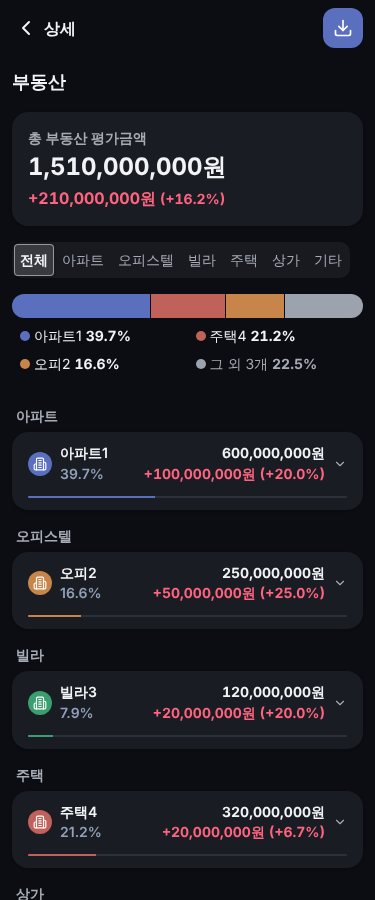 상세
부동산
총 부동산 평가금액
1,510,000,000원
+210,000,000원 (+16.2%)
전체 아파트 오피스텔 빌라 주택 상가 기타
아파트1 39.7% 주택4 21.2%
오피2 16.6% 그 외 3개 22.5%
아파트
아파트1 600,000,000원
39.7% +100,000,000원 (+20.0%)
오피스텔
오피2 250,000,000원
16.6% +50,000,000원 (+25.0%)
빌라
빌라3 120,000,000원
7.9% +20,000,000원 (+20.0%)
주택
주택4 320,000,000원
21.2% +20,000,000원 (+6.7%)
상가